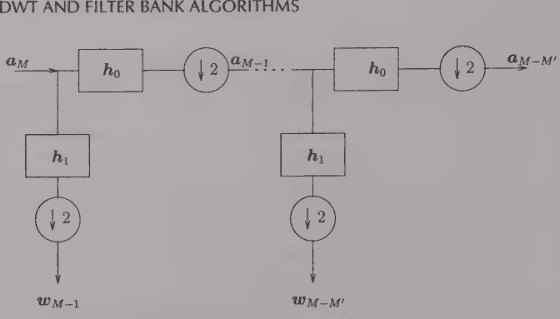 DWT AND FILTER BANK ALGORITHMS
a_M h_0 ↓ 2 a_{M-1} ..... h_0 ↓ 2 a_{M-M'}
h_1 h_1
↓ 2 ↓ 2
w_{M-1} w_{M-M'}